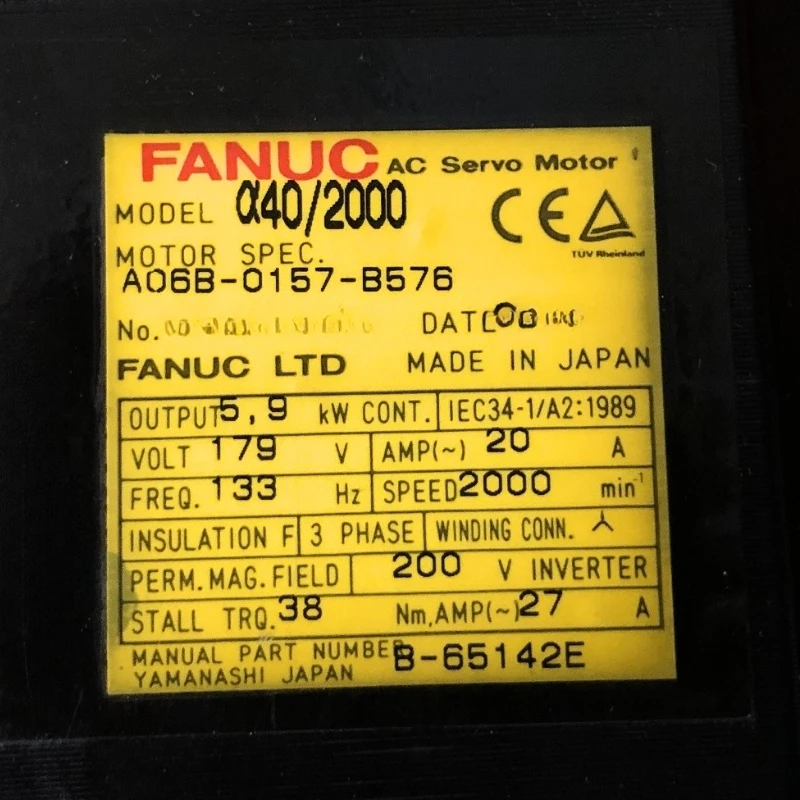 FANUC AC Servo Motor
MODEL α40/2000
CE
TÜV Rheinland
MOTOR SPEC.
A06B-0157-B576
No. DATE
FANUC LTD MADE IN JAPAN
OUTPUT 5,9 kW CONT. IEC34-1/A2:1989
VOLT 179 V AMP(~) 20 A
FREQ. 133 Hz SPEED 2000 min⁻¹
INSULATION F 3 PHASE WINDING CONN.
PERM.MAG.FIELD 200 V INVERTER
STALL TRQ. 38 Nm,AMP(~) 27 A
MANUAL PART NUMBER B-65142E
YAMANASHI JAPAN